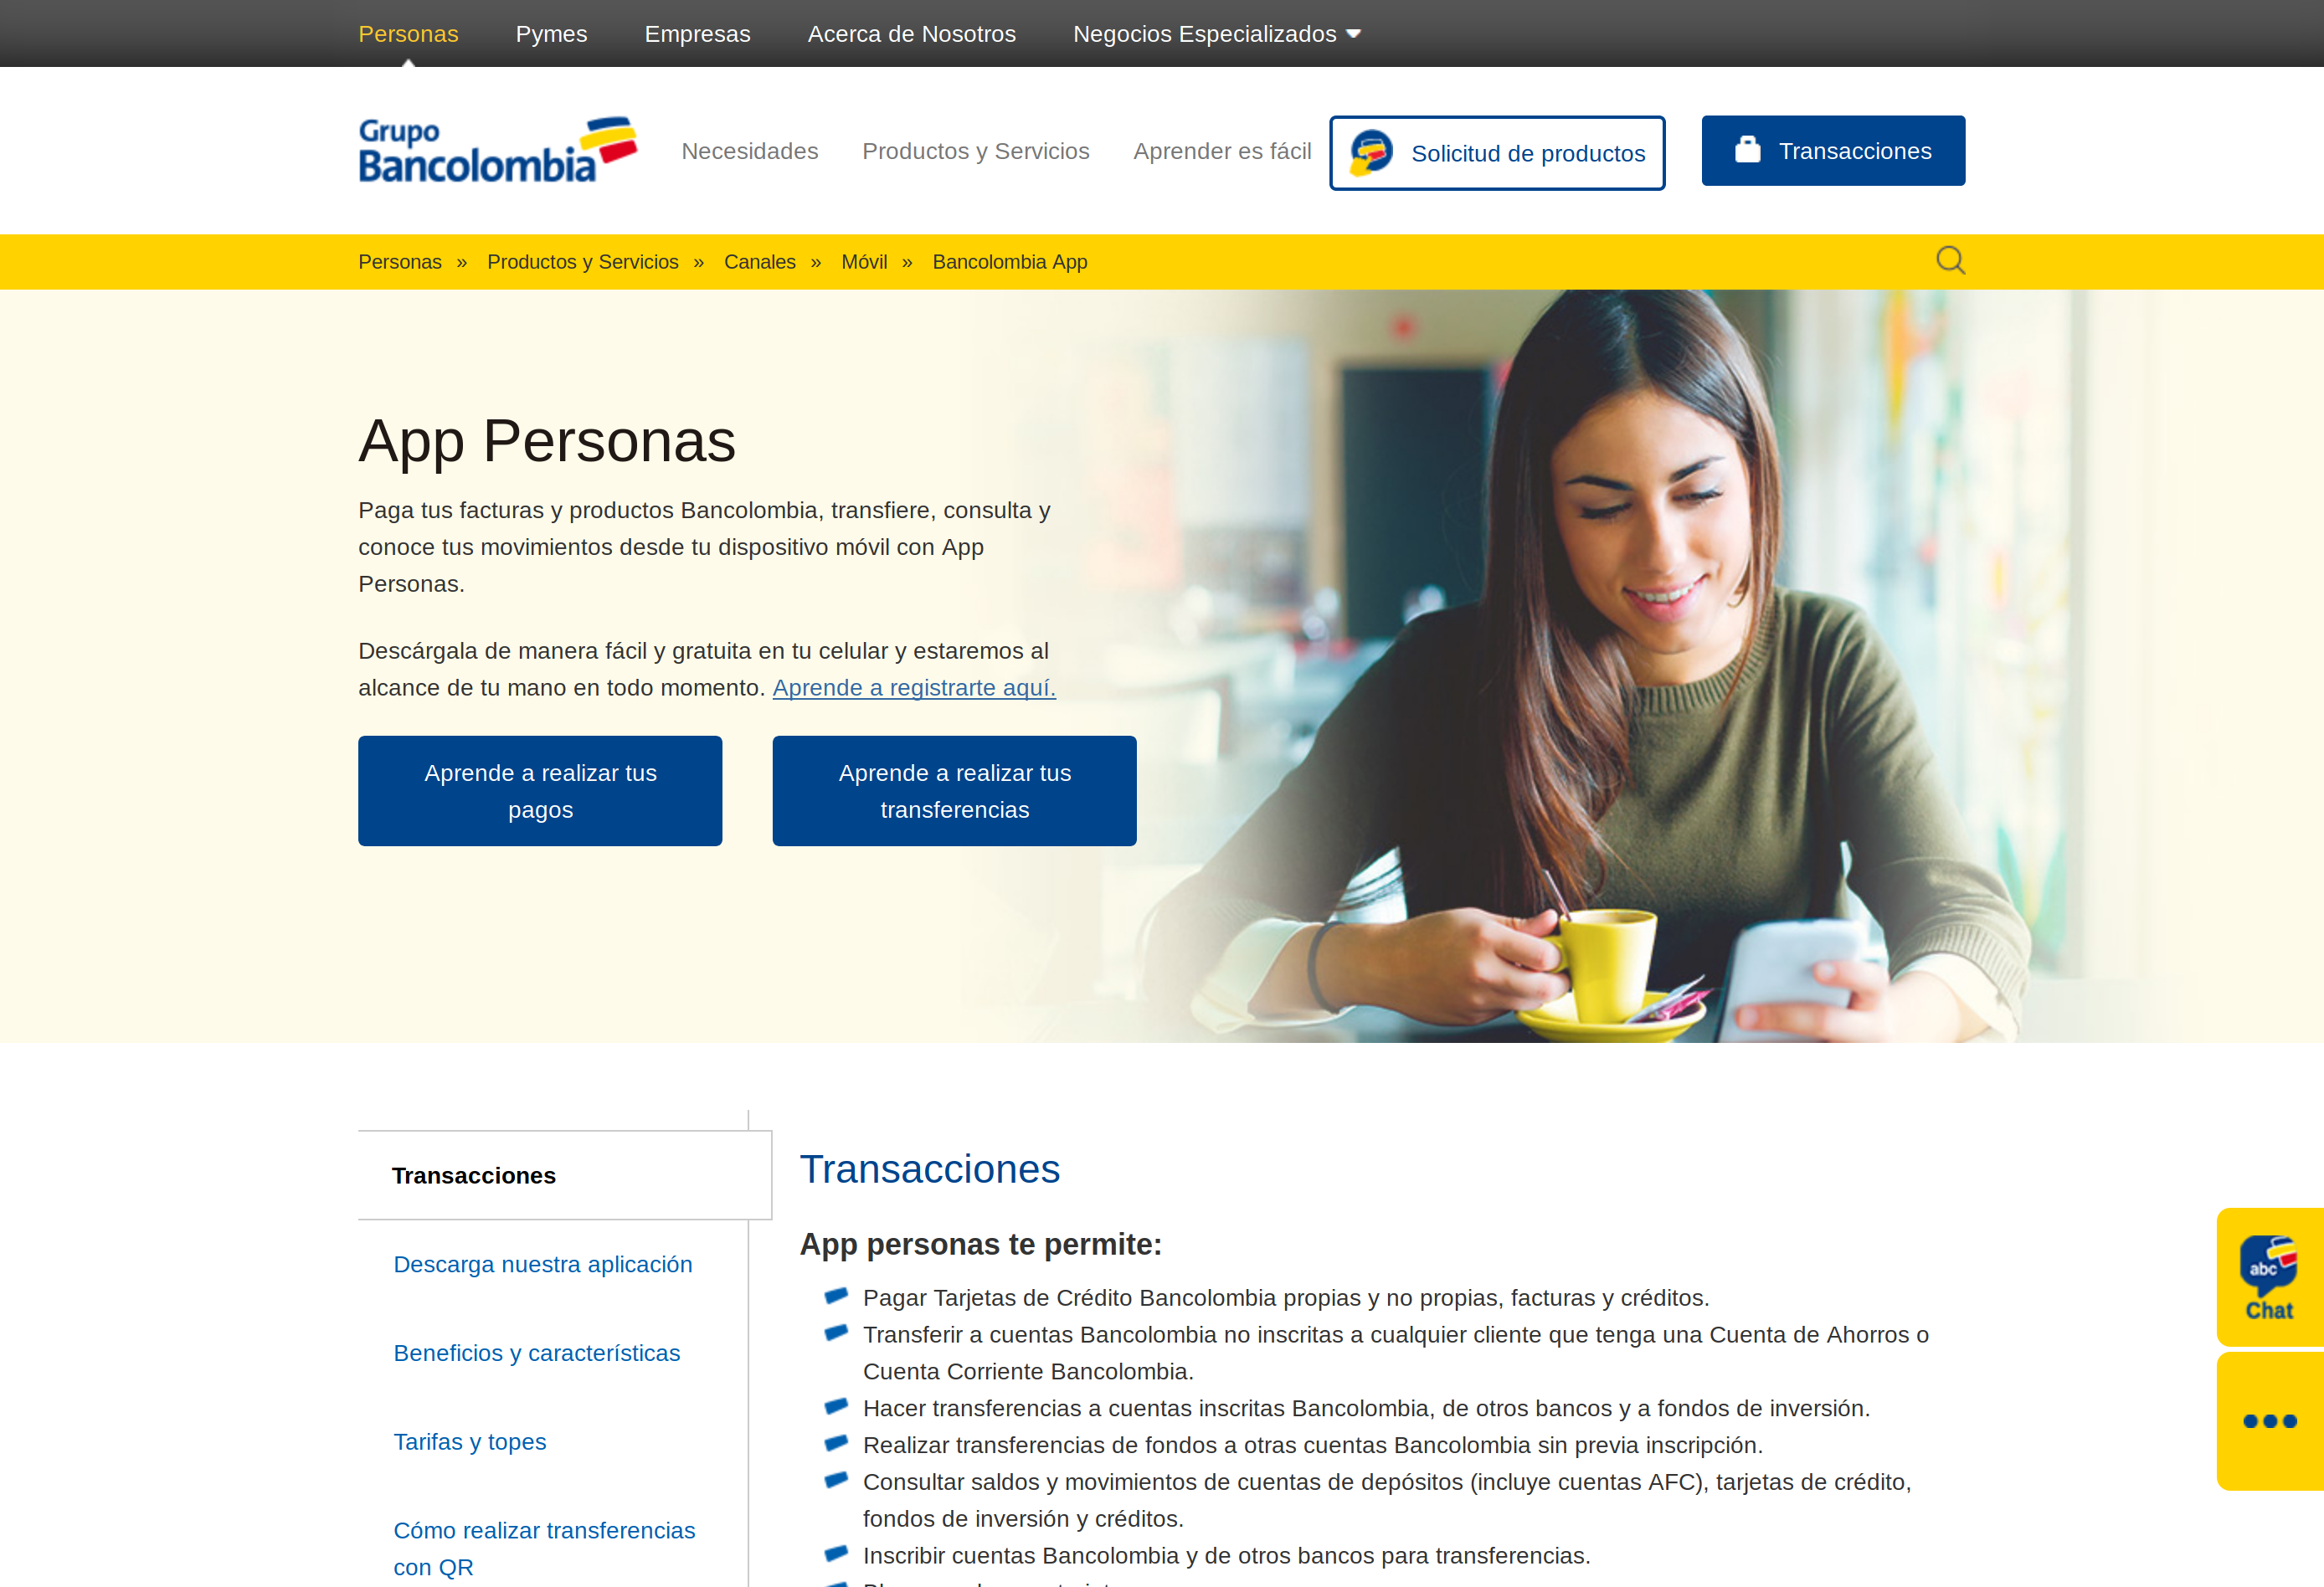 Personas Pymes Empresas Acerca de Nosotros Negocios Especializados
Grupo
Bancolombia
Necesidades Productos y Servicios Aprender es fácil Solicitud de productos Transacciones
Personas » Productos y Servicios » Canales » Móvil » Bancolombia App
App Personas
Paga tus facturas y productos Bancolombia, transfiere, consulta y
conoce tus movimientos desde tu dispositivo móvil con App
Personas.
Descárgala de manera fácil y gratuita en tu celular y estaremos al
alcance de tu mano en todo momento. Aprende a registrarte aquí.
Aprende a realizar tus
pagos
Aprende a realizar tus
transferencias
Transacciones
Descarga nuestra aplicación
Beneficios y características
Tarifas y topes
Cómo realizar transferencias
con QR
Transacciones
App personas te permite:
Pagar Tarjetas de Crédito Bancolombia propias y no propias, facturas y créditos.
Transferir a cuentas Bancolombia no inscritas a cualquier cliente que tenga una Cuenta de Ahorros o
Cuenta Corriente Bancolombia.
Hacer transferencias a cuentas inscritas Bancolombia, de otros bancos y a fondos de inversión.
Realizar transferencias de fondos a otras cuentas Bancolombia sin previa inscripción.
Consultar saldos y movimientos de cuentas de depósitos (incluye cuentas AFC), tarjetas de crédito,
fondos de inversión y créditos.
Inscribir cuentas Bancolombia y de otros bancos para transferencias.
abc
Chat